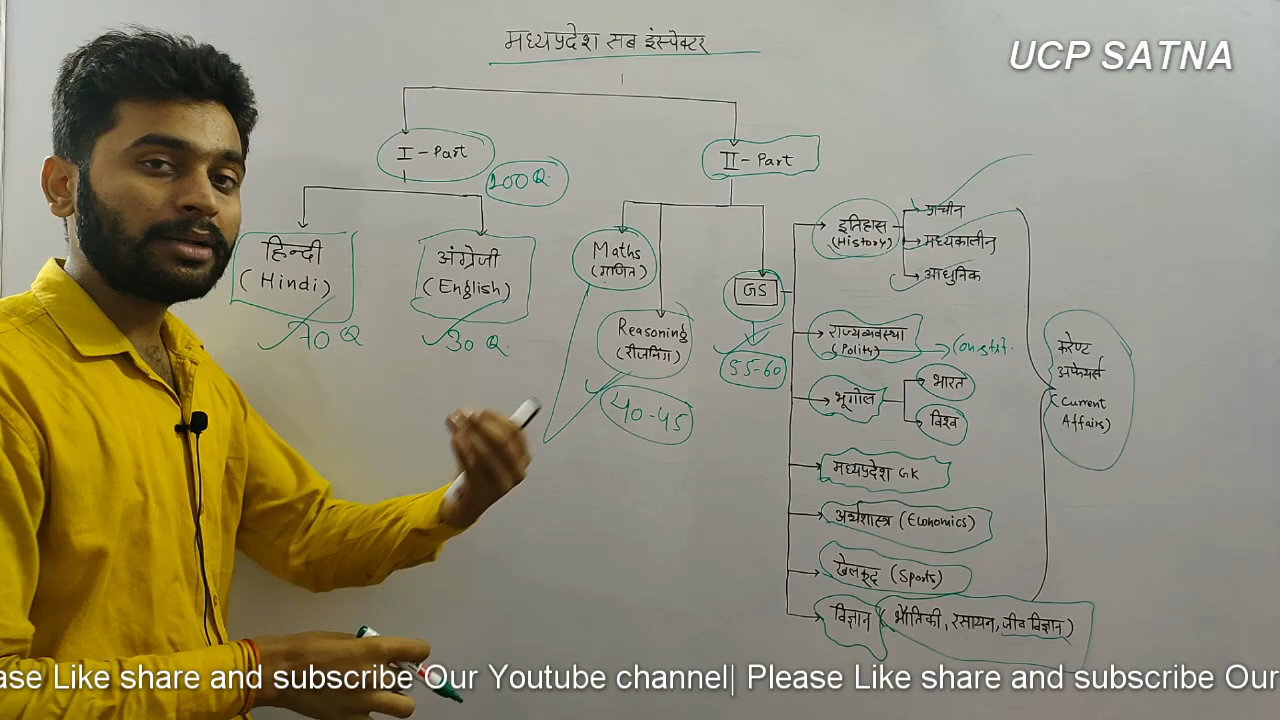 मध्यप्रदेश सब इंस्पेक्टर
UCP SATNA
I - Part
100 Q.
II - Part
हिन्दी
(Hindi)
70 Q
अंग्रेजी
(English)
30 Q.
Maths
(गणित)
Reasoning
(रीजनिंग)
40-45
GS
55-60
इतिहास
(History)
प्राचीन
मध्यकालीन
आधुनिक
राज्यव्यवस्था
(Polity)
Constit.
भूगोल
भारत
विश्व
मध्यप्रदेश GK
अर्थशास्त्र (Economics)
खेलकूद (Sports)
विज्ञान (भौतिकी, रसायन, जीव विज्ञान)
करेण्ट
अफेयर्स
(Current
Affairs)
ase Like share and subscribe Our Youtube channel| Please Like share and subscribe Our